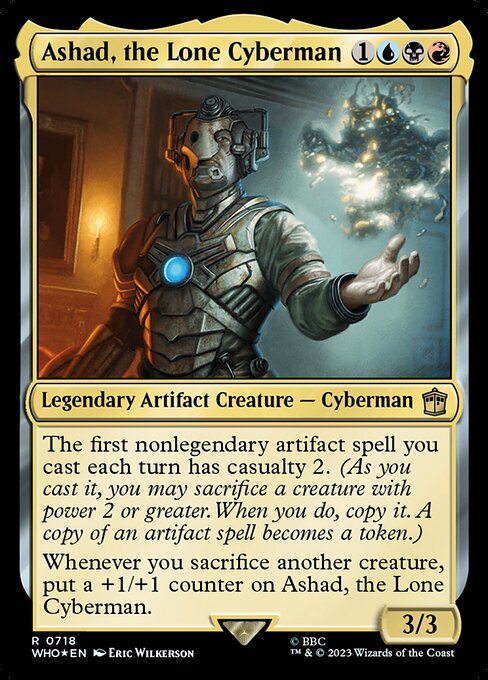 Ashad, the Lone Cyberman 1
Legendary Artifact Creature — Cyberman
The first nonlegendary artifact spell you
cast each turn has casualty 2. (As you
cast it, you may sacrifice a creature with
power 2 or greater. When you do, copy it. A
copy of an artifact spell becomes a token.)
Whenever you sacrifice another creature,
put a +1/+1 counter on Ashad, the Lone
Cyberman.
3/3
R 0718
WHO★EN Eric Wilkerson
© BBC
™ & © 2023 Wizards of the Coast